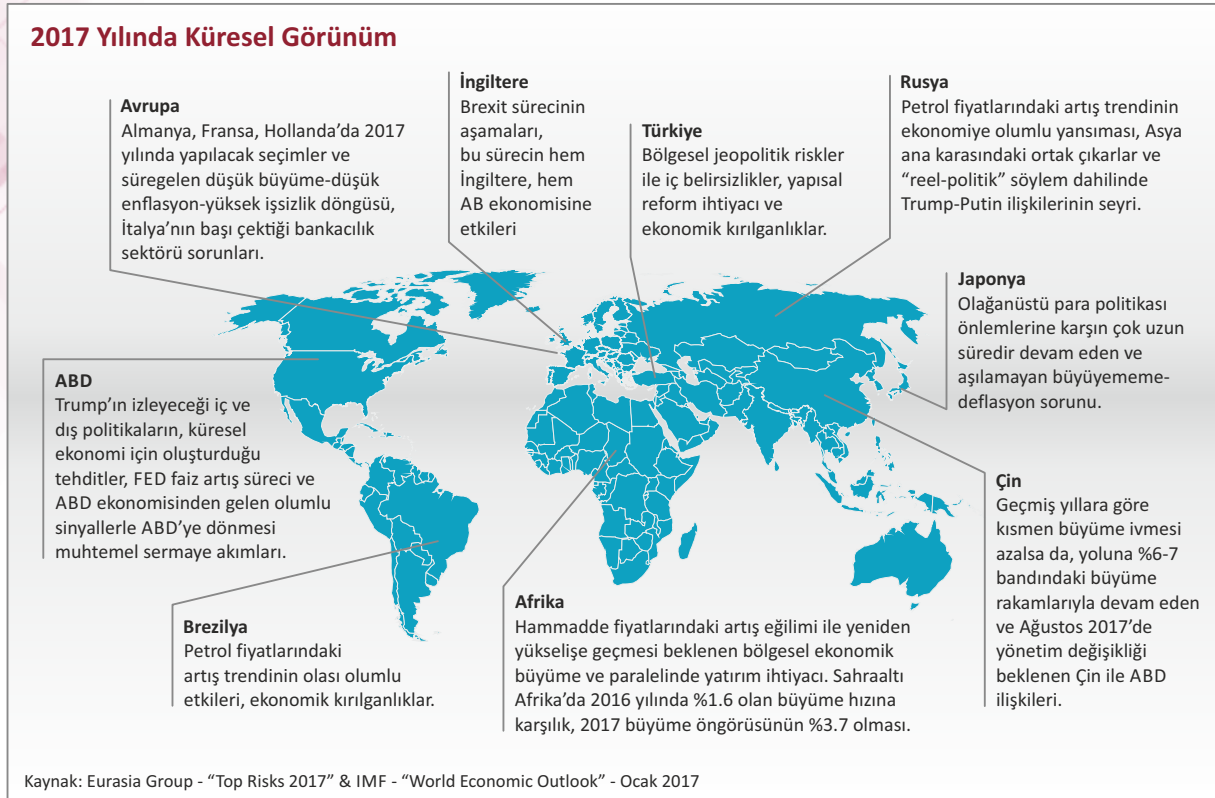 2017 Yılında Küresel Görünüm
Avrupa
Almanya, Fransa, Hollanda’da 2017
yılında yapılacak seçimler ve
süregelen düşük büyüme-düşük
enflasyon-yüksek işsizlik döngüsü,
İtalya’nın başı çektiği bankacılık
sektörü sorunları.
İngiltere
Brexit sürecinin
aşamaları,
bu sürecin hem
İngiltere, hem
AB ekonomisine
etkileri
Türkiye
Bölgesel jeopolitik riskler
ile iç belirsizlikler, yapısal
reform ihtiyacı ve
ekonomik kırılganlıklar.
Rusya
Petrol fiyatlarındaki artış trendinin
ekonomiye olumlu yansıması, Asya
ana karasındaki ortak çıkarlar ve
“reel-politik” söylem dahilinde
Trump-Putin ilişkilerinin seyri.
Japonya
Olağanüstü para politikası
önlemlerine karşın çok uzun
süredir devam eden ve
aşılamayan büyüyememe-
deflasyon sorunu.
ABD
Trump’ın izleyeceği iç ve
dış politikaların, küresel
ekonomi için oluşturduğu
tehditler, FED faiz artış süreci ve
ABD ekonomisinden gelen olumlu
sinyallerle ABD’ye dönmesi
muhtemel sermaye akımları.
Çin
Geçmiş yıllara göre
kısmen büyüme ivmesi
azalsa da, yoluna %6-7
bandındaki büyüme
rakamlarıyla devam eden
ve Ağustos 2017’de
yönetim değişikliği
beklenen Çin ile ABD
ilişkileri.
Brezilya
Petrol fiyatlarındaki
artış trendinin olası olumlu
etkileri, ekonomik kırılganlıklar.
Afrika
Hammadde fiyatlarındaki artış eğilimi ile yeniden
yükselişe geçmesi beklenen bölgesel ekonomik
büyüme ve paralelinde yatırım ihtiyacı. Sahraaltı
Afrika’da 2016 yılında %1.6 olan büyüme hızına
karşılık, 2017 büyüme öngörüsünün %3.7 olması.
Kaynak: Eurasia Group - “Top Risks 2017” & IMF - “World Economic Outlook” - Ocak 2017